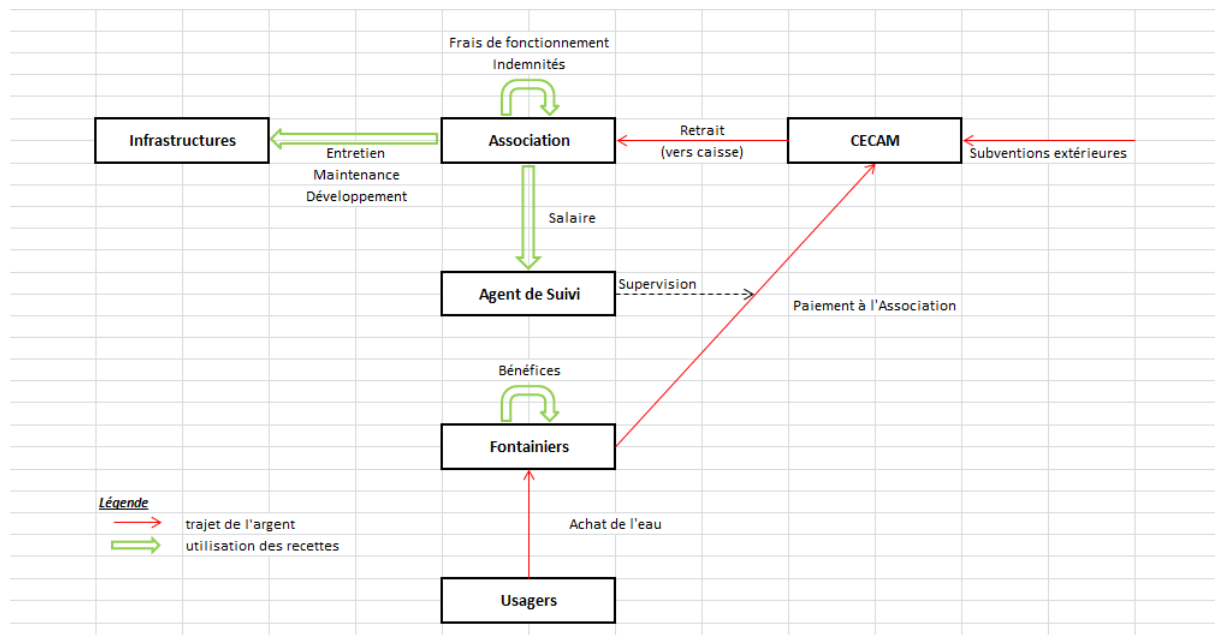 Frais de fonctionnement
Indemnités
Infrastructures
Association
Retrait
(vers caisse)
CECAM
Subventions extérieures
Entretien
Maintenance
Développement
Salaire
Agent de Suivi
Supervision
Paiement à l'Association
Bénéfices
Fontainiers
Légende
trajet de l'argent
utilisation des recettes
Achat de l'eau
Usagers